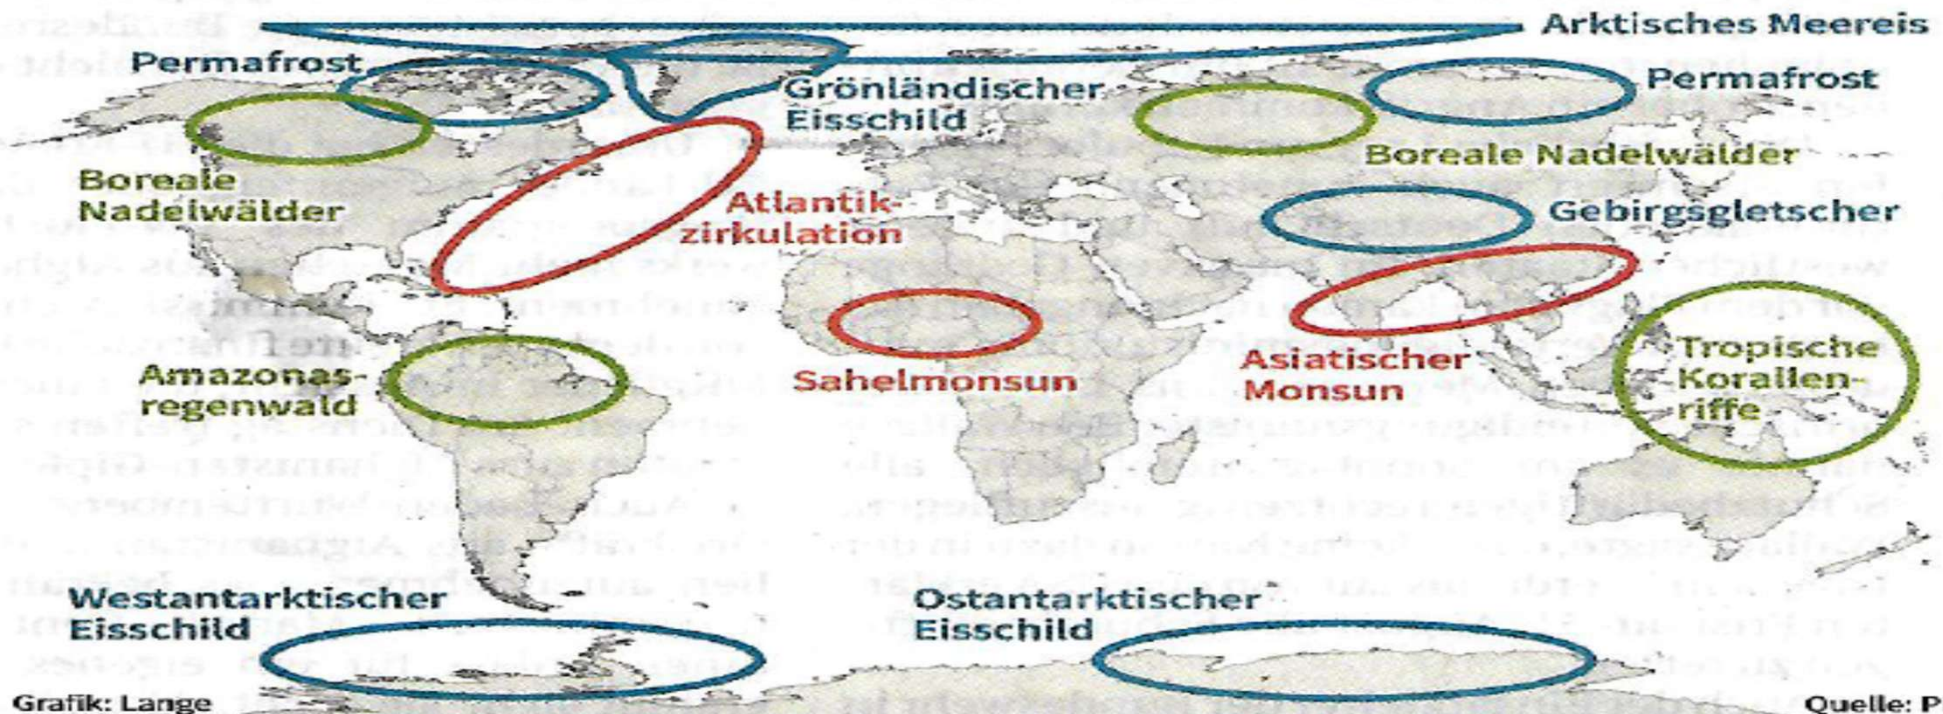 Arktisches Meereis
Permafrost
Permafrost
Grönländischer
Eisschild
Boreale Nadelwälder
Boreale
Nadelwälder
Atlantik-
zirkulation
Gebirgsgletscher
Amazonas-
regenwald
Sahelmonsun
Asiatischer
Monsun
Tropische
Korallen-
riffe
Westantarktischer
Eisschild
Ostantarktischer
Eisschild
Grafik: Lange
Quelle: P